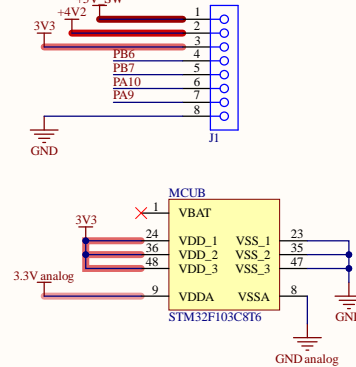 +5V_SW
+4V2
3V3
1
2
3
PB6 4
PB7 5
PA10 6
PA9 7
8
GND
J1
MCUB
1 VBAT
3V3
24 VDD_1 VSS_1 23
36 VDD_2 VSS_2 35
48 VDD_3 VSS_3 47
3.3V analog
9 VDDA VSSA 8
GND
STM32F103C8T6
GND analog